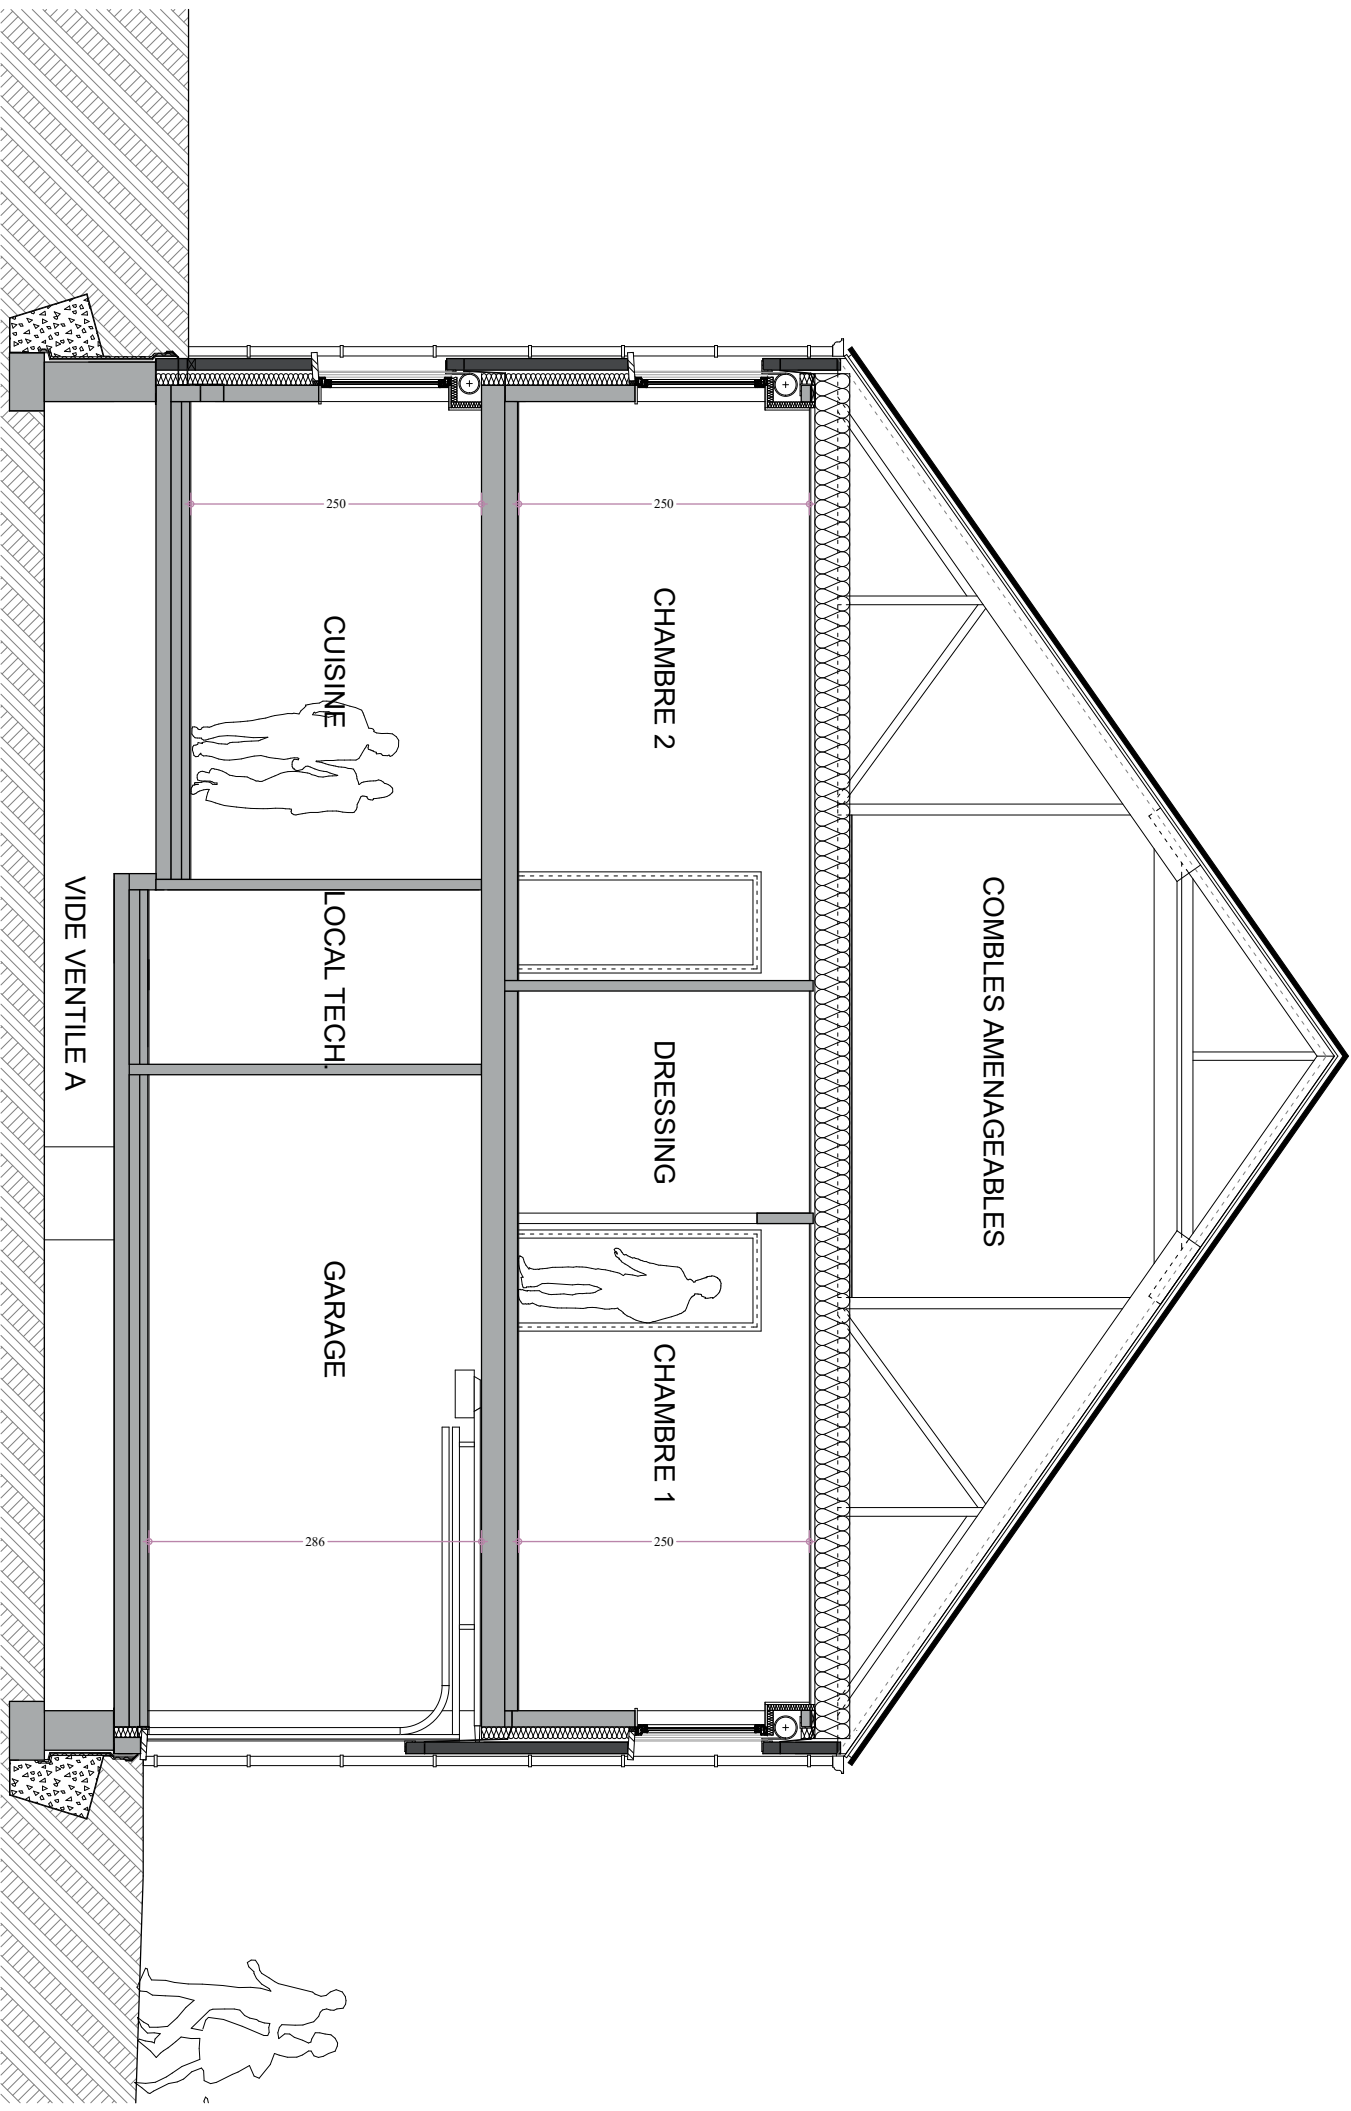 COMBLES AMENAGEABLES
CHAMBRE 2
DRESSING
CHAMBRE 1
250
250
CUISINE
LOCAL TECH.
GARAGE
250
286
VIDE VENTILE A